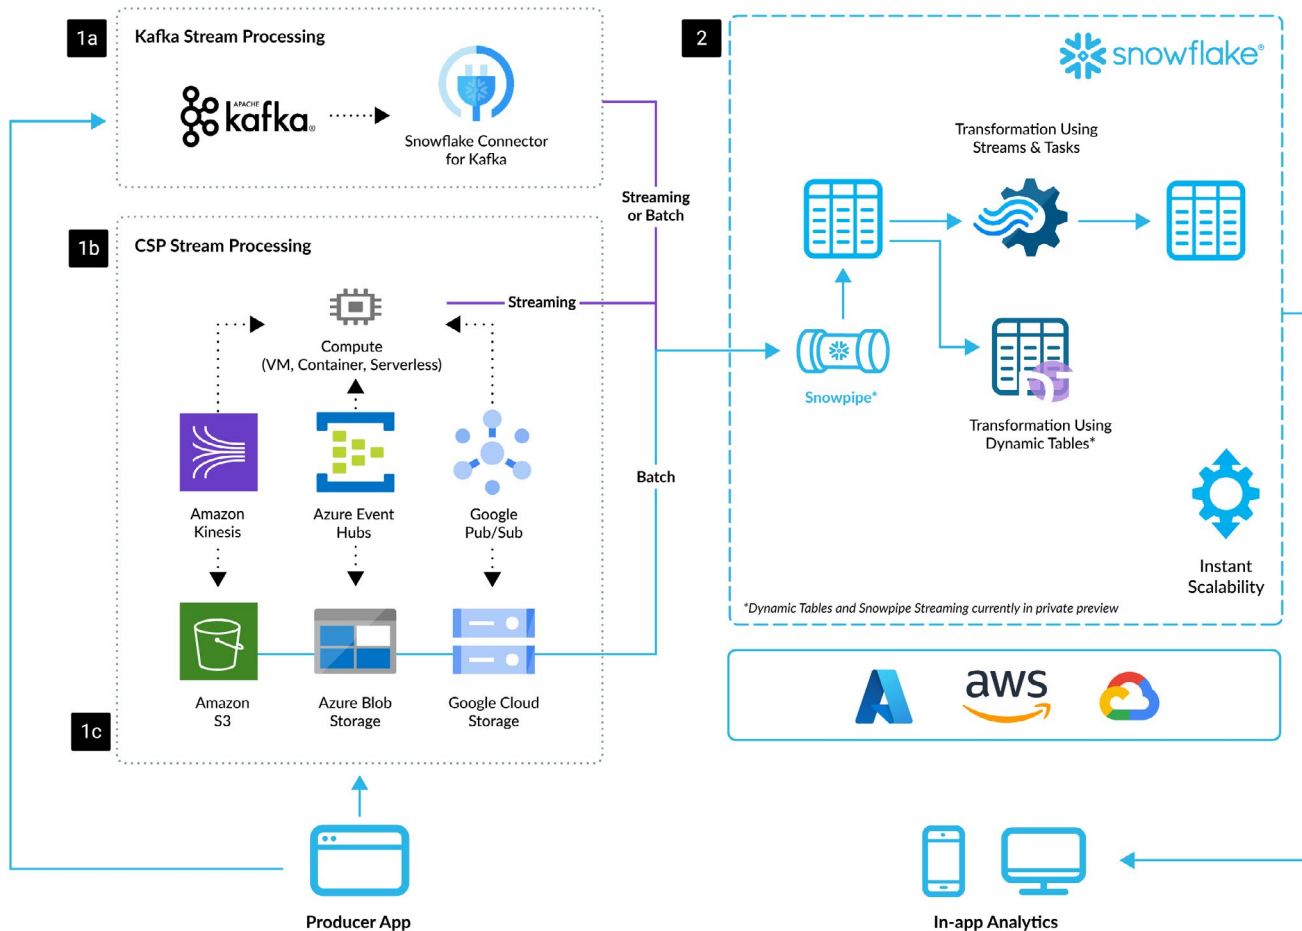 1a
Kafka Stream Processing
APACHE
kafka®
Snowflake Connector
for Kafka
Streaming
or Batch
1b
CSP Stream Processing
Streaming
Compute
(VM, Container, Serverless)
Amazon
Kinesis
Azure Event
Hubs
Google
Pub/Sub
Batch
Amazon
S3
Azure Blob
Storage
Google Cloud
Storage
1c
Producer App
2
snowflake®
Transformation Using
Streams & Tasks
Snowpipe*
Transformation Using
Dynamic Tables*
Instant
Scalability
*Dynamic Tables and Snowpipe Streaming currently in private preview
aws
In-app Analytics